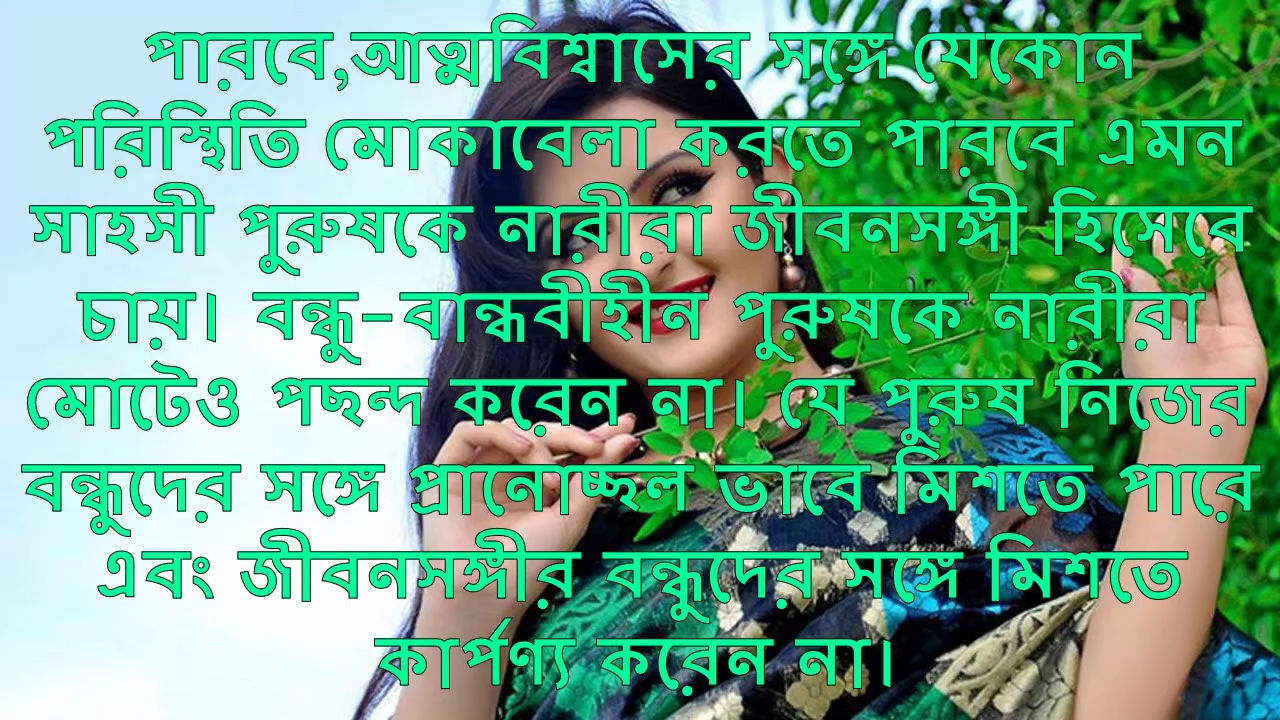 পারবে,আত্মবিশ্বাসের সঙ্গে যেকোন
পরিস্থিতি মোকাবেলা করতে পারবে এমন
সাহসী পুরুষকে নারীরা জীবনসঙ্গী হিসেবে
চায়। বন্ধু-বান্ধবীহীন পুরুষকে নারীরা
মোটেও পছন্দ করেন না। যে পুরুষ নিজের
বন্ধুদের সঙ্গে প্রানোচ্ছল ভাবে মিশতে পারে
এবং জীবনসঙ্গীর বন্ধুদের সঙ্গে মিশতে
কার্পণ্য করেন না।